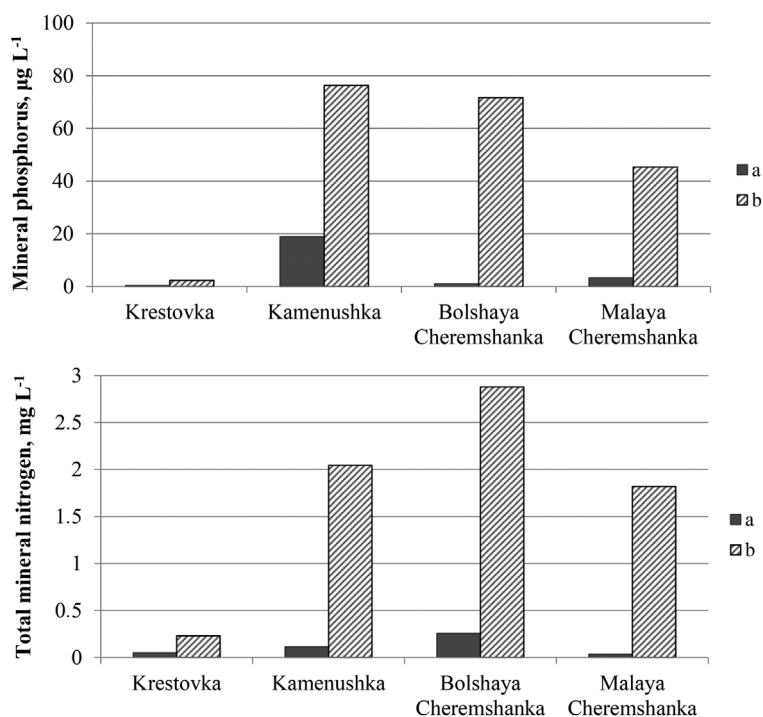 Mineral phosphorus, µg L-1
100
80
60
40
20
0
Krestovka Kamenushka Bolshaya Cheremshanka Malaya Cheremshanka
a
b
Total mineral nitrogen, mg L-1
3
2.5
2
1.5
1
0.5
0
Krestovka Kamenushka Bolshaya Cheremshanka Malaya Cheremshanka
a
b